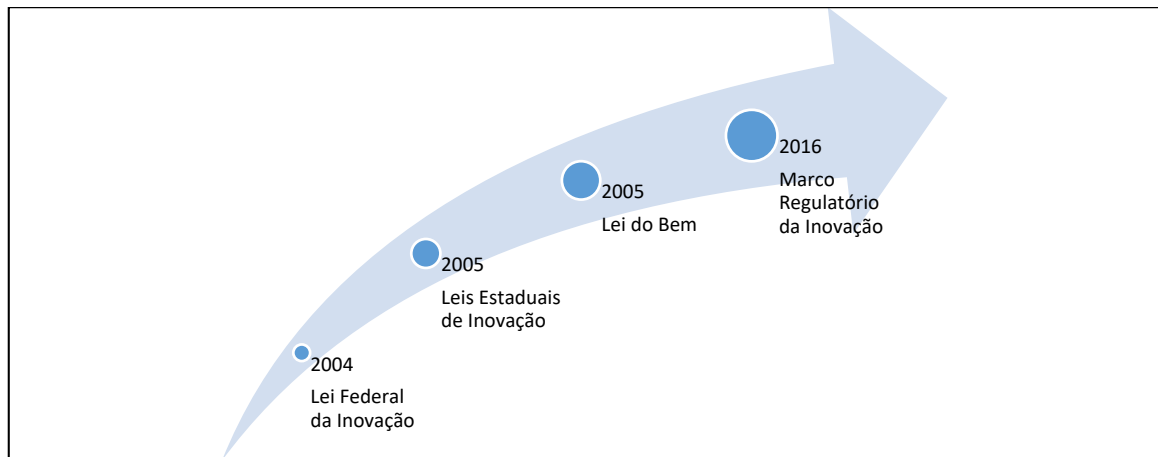 2004
Lei Federal
da Inovação
2005
Leis Estaduais
de Inovação
2005
Lei do Bem
2016
Marco
Regulatório
da Inovação